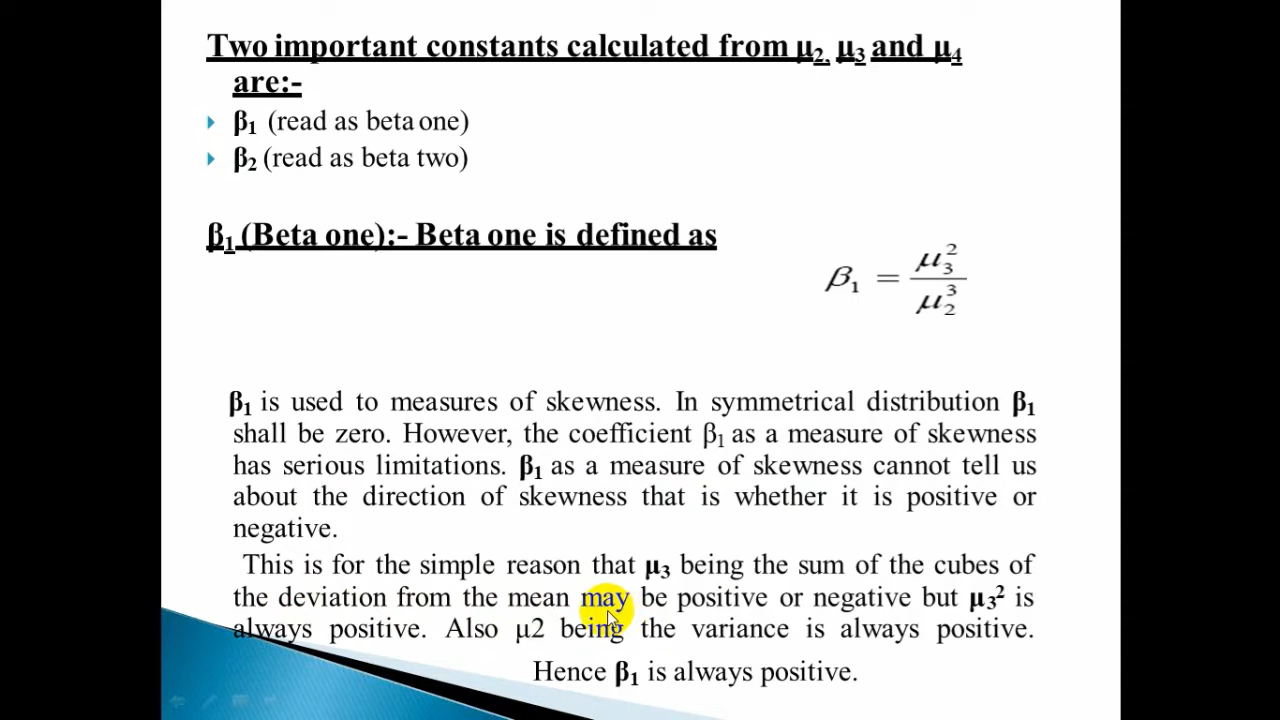 Two important constants calculated from μ₂, μ₃ and μ₄
are:-
β₁ (read as beta one)
β₂ (read as beta two)
β₁ (Beta one):- Beta one is defined as
β₁ = μ₃² / μ₂³
β₁ is used to measures of skewness. In symmetrical distribution β₁
shall be zero. However, the coefficient β₁ as a measure of skewness
has serious limitations. β₁ as a measure of skewness cannot tell us
about the direction of skewness that is whether it is positive or
negative.
This is for the simple reason that μ₃ being the sum of the cubes of
the deviation from the mean may be positive or negative but μ₃² is
always positive. Also μ2 being the variance is always positive.
Hence β₁ is always positive.